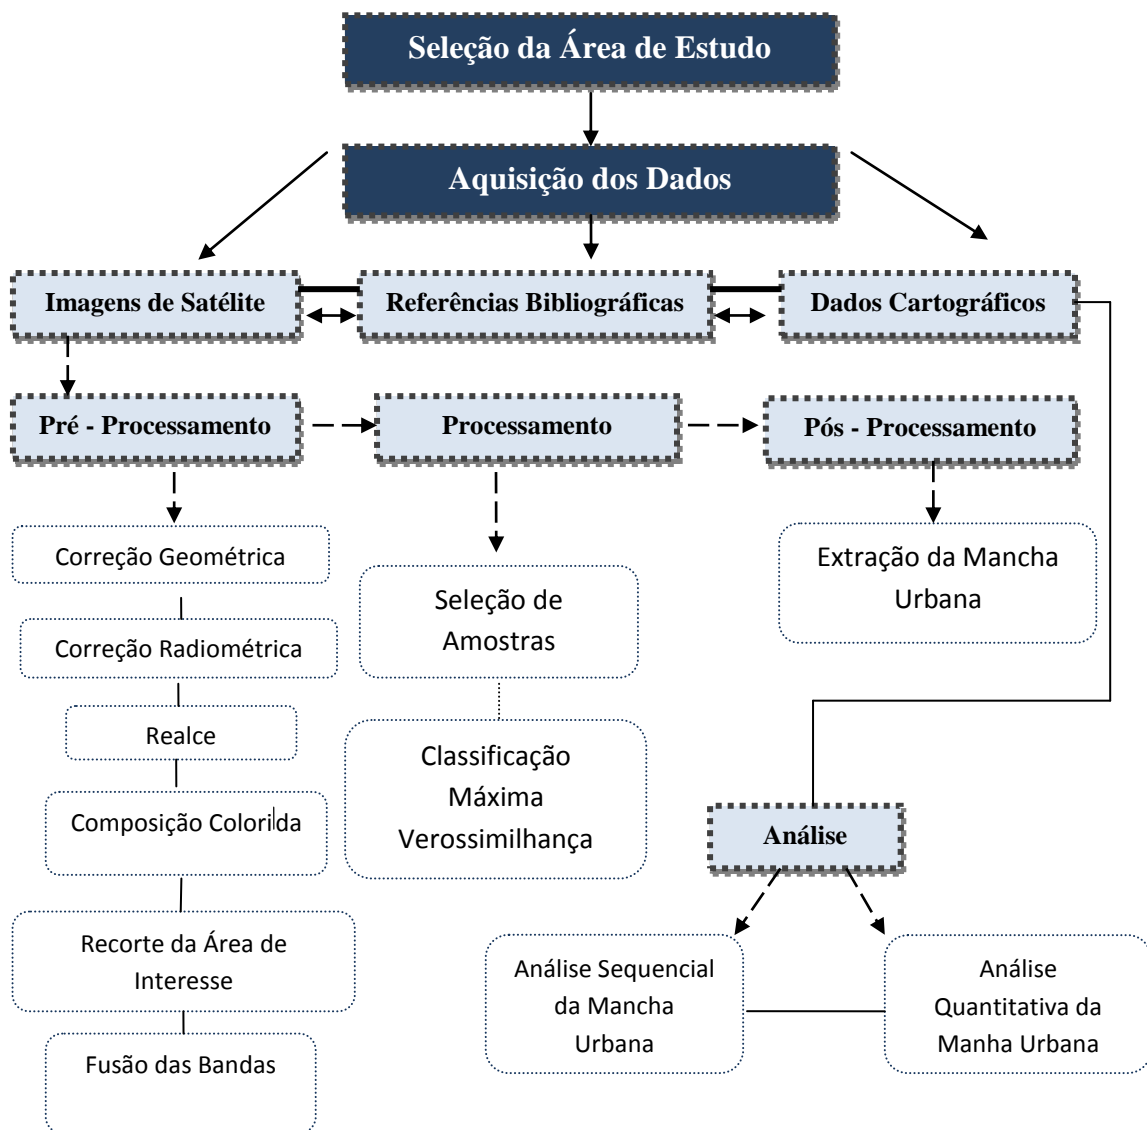 Seleção da Área de Estudo
Aquisição dos Dados
Imagens de Satélite
Referências Bibliográficas
Dados Cartográficos
Pré - Processamento
Processamento
Pós - Processamento
Correção Geométrica
Correção Radiométrica
Realce
Composição Colorida
Recorte da Área de
Interesse
Fusão das Bandas
Seleção de
Amostras
Classificação
Máxima
Verossimilhança
Extração da Mancha
Urbana
Análise
Análise Sequencial
da Mancha
Urbana
Análise
Quantitativa da
Manha Urbana